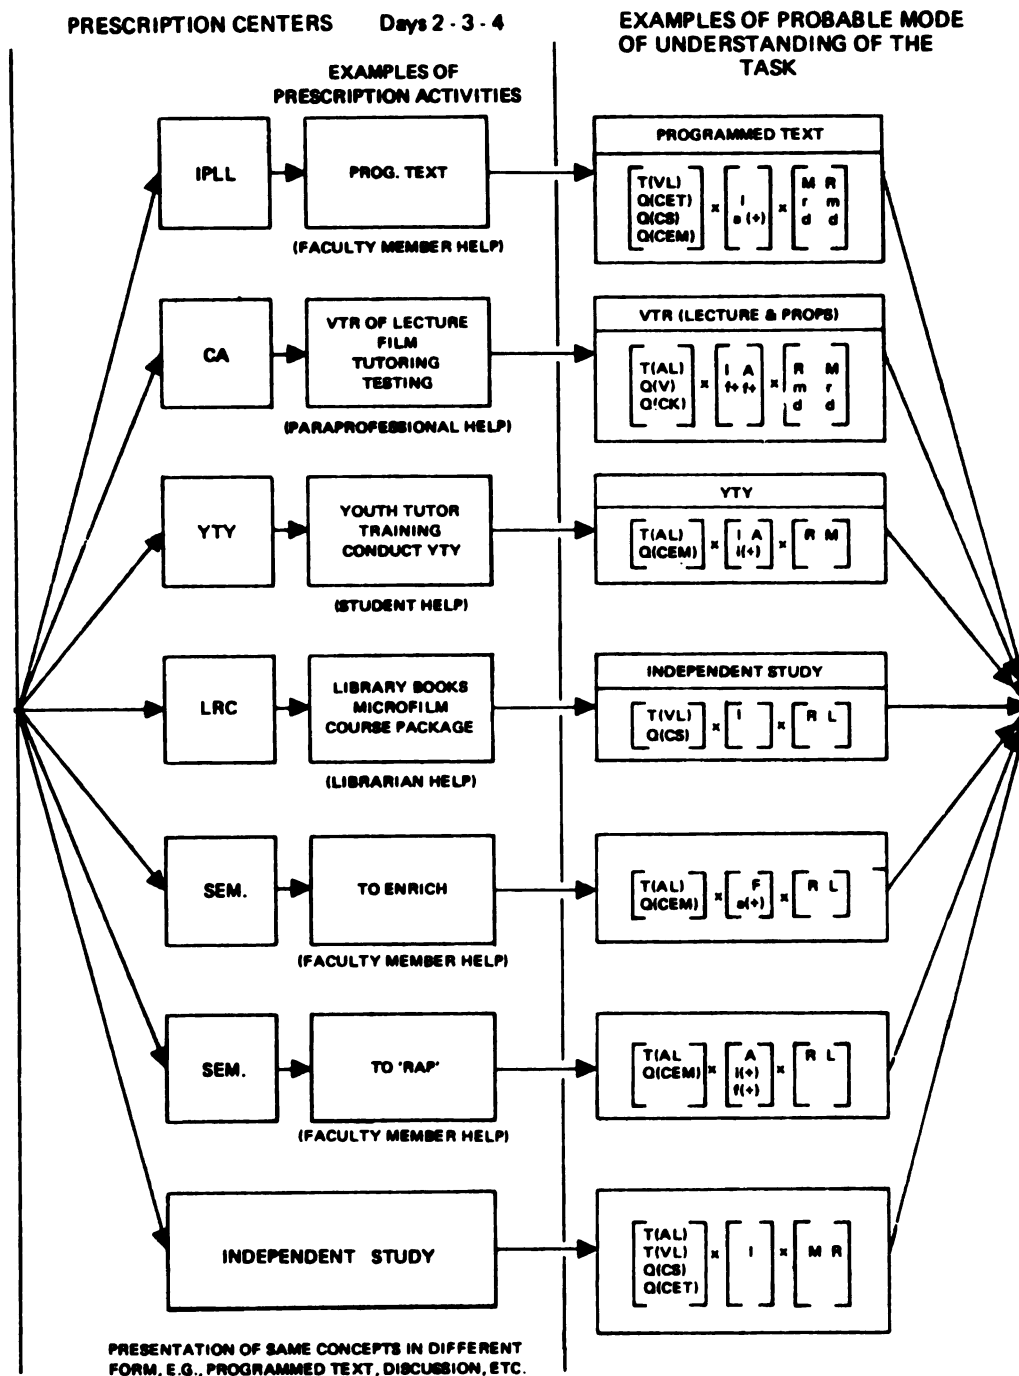 PRESCRIPTION CENTERS Days 2 - 3 - 4
EXAMPLES OF PROBABLE MODE
OF UNDERSTANDING OF THE
TASK
EXAMPLES OF
PRESCRIPTION ACTIVITIES
IPLL
PROG. TEXT
(FACULTY MEMBER HELP)
PROGRAMMED TEXT
T(VL)
Q(CET)
Q(CS)
Q(CEM)
x
I
a (+)
x
M R
r m
d d
CA
VTR OF LECTURE
FILM
TUTORING
TESTING
(PARAPROFESSIONAL HELP)
VTR (LECTURE & PROPS)
T(AL)
Q(V)
Q(CK)
x
I A
f+ f+
x
R M
m r
d d
YTY
YOUTH TUTOR
TRAINING
CONDUCT YTY
(STUDENT HELP)
YTY
T(AL)
Q(CEM)
x
I A
i(+)
x
R M
LRC
LIBRARY BOOKS
MICROFILM
COURSE PACKAGE
(LIBRARIAN HELP)
INDEPENDENT STUDY
T(VL)
Q(CS)
x
I
x
R L
SEM.
TO ENRICH
(FACULTY MEMBER HELP)
T(AL)
Q(CEM)
x
F
a(+)
x
R L
SEM.
TO 'RAP'
(FACULTY MEMBER HELP)
T(AL
Q(CEM)
x
A
i(+)
f(+)
x
R L
INDEPENDENT STUDY
T(AL)
T(VL)
Q(CS)
Q(CET)
x
I
x
M R
PRESENTATION OF SAME CONCEPTS IN DIFFERENT
FORM, E.G., PROGRAMMED TEXT, DISCUSSION, ETC.